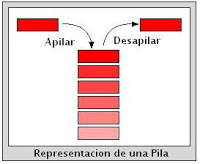 Apilar
Desapilar
Representacion de una Pila